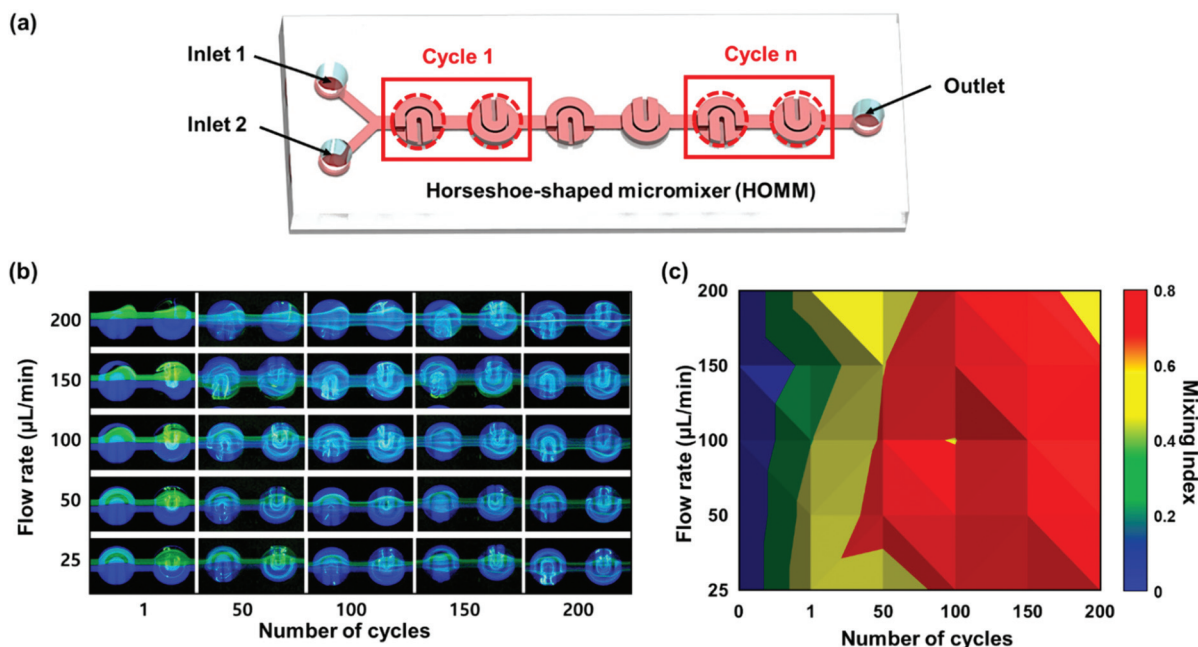 (a)
Inlet 1
Inlet 2
Cycle 1
Cycle n
Outlet
Horseshoe-shaped micromixer (HOMM)
(b)
Flow rate (µL/min)
200
150
100
50
25
1 50 100 150 200
Number of cycles
(c)
Flow rate (µL/min)
200
150
100
50
25
0 1 50 100 150 200
Number of cycles
0.8
0.6
0.4
0.2
0
Mixing Index